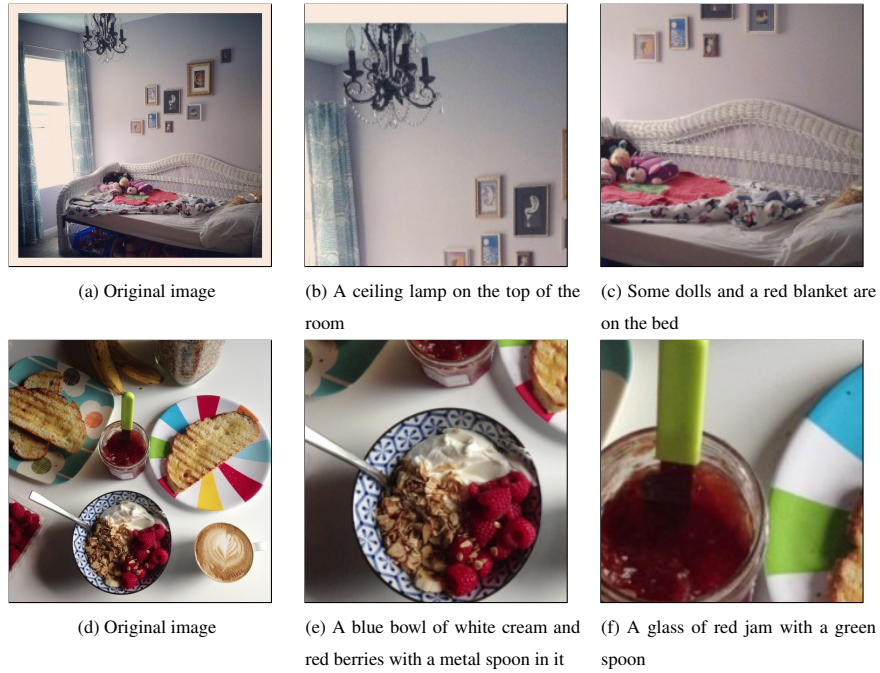 (a) Original image
(b) A ceiling lamp on the top of the
room
(c) Some dolls and a red blanket are
on the bed
(d) Original image
(e) A blue bowl of white cream and
red berries with a metal spoon in it
(f) A glass of red jam with a green
spoon